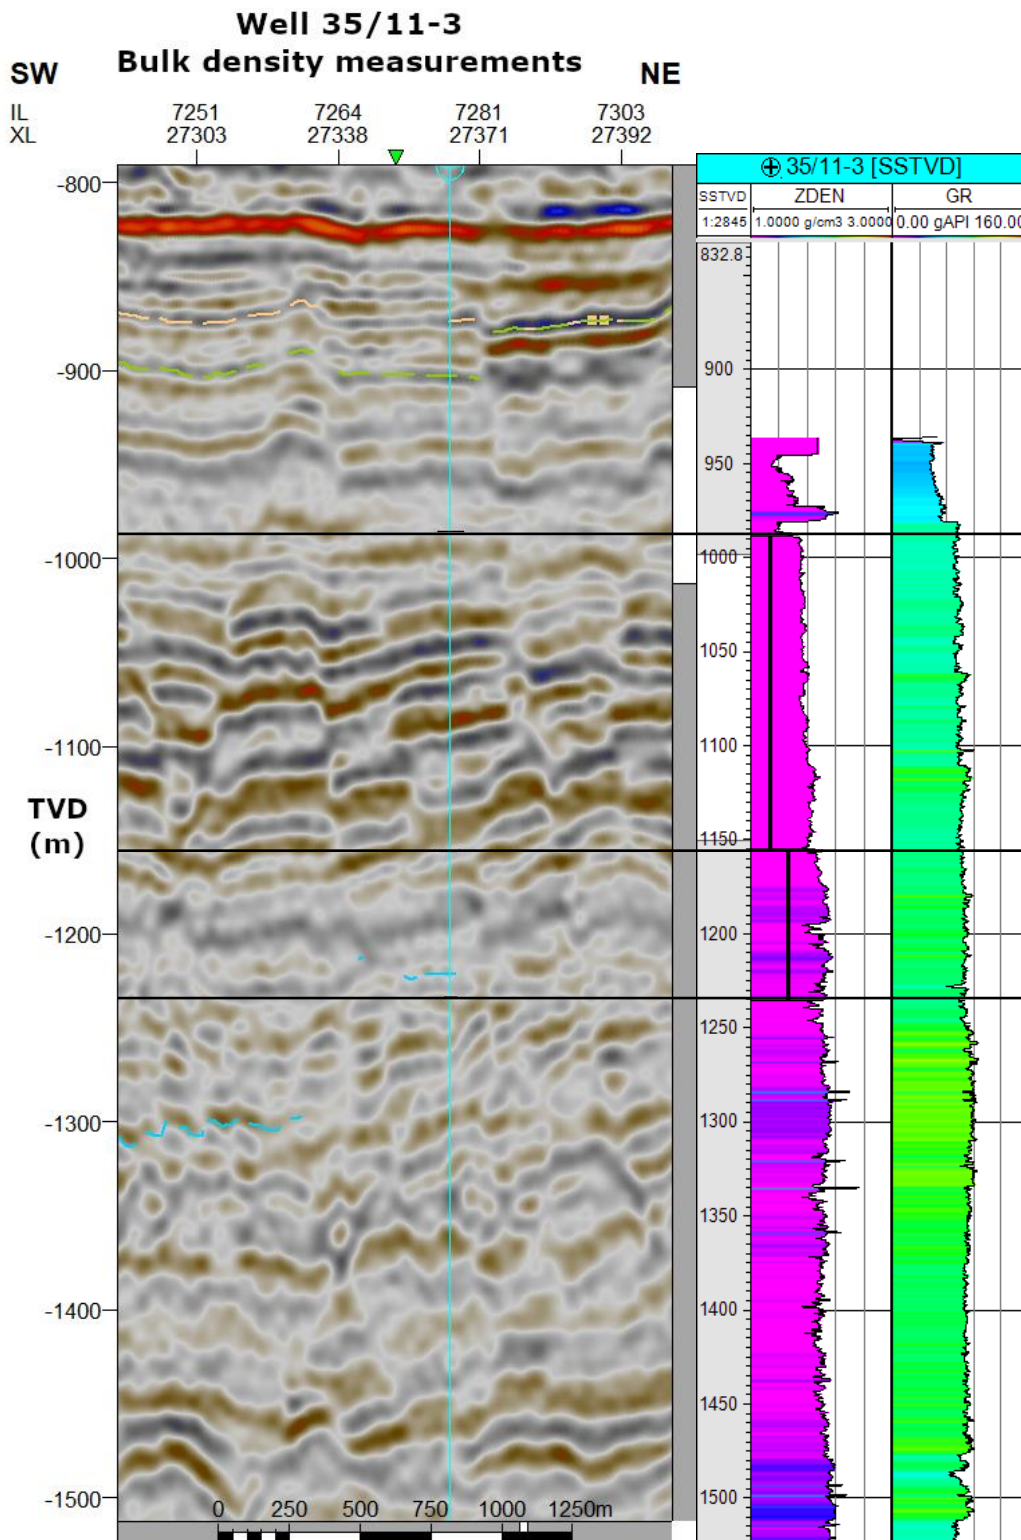 Well 35/11-3
Bulk density measurements
SW NE
IL 7251 7264 7281 7303
XL 27303 27338 27371 27392
35/11-3 [SSTVD]
SSTVD ZDEN GR
1:2845 1.0000 g/cm3 3.0000 0.00 gAPI 160.00
-800
832.8
-900
900
950
-1000
1000
1050
-1100
1100
TVD
(m)
1150
-1200
1200
1250
-1300
1300
1350
-1400
1400
1450
-1500
1500
0 250 500 750 1000 1250m